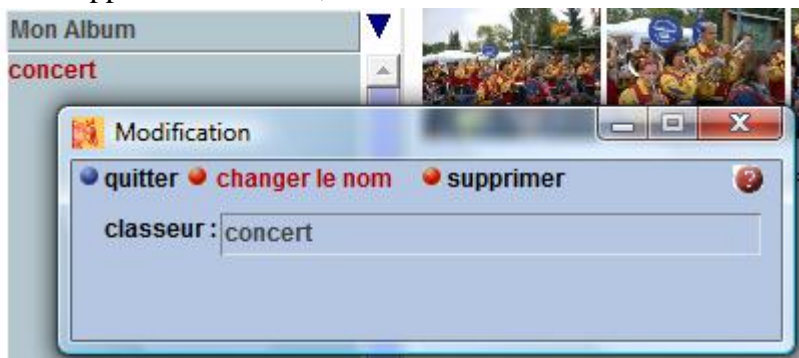 Mon Album
concert
Modification
quitter changer le nom supprimer
classeur : concert